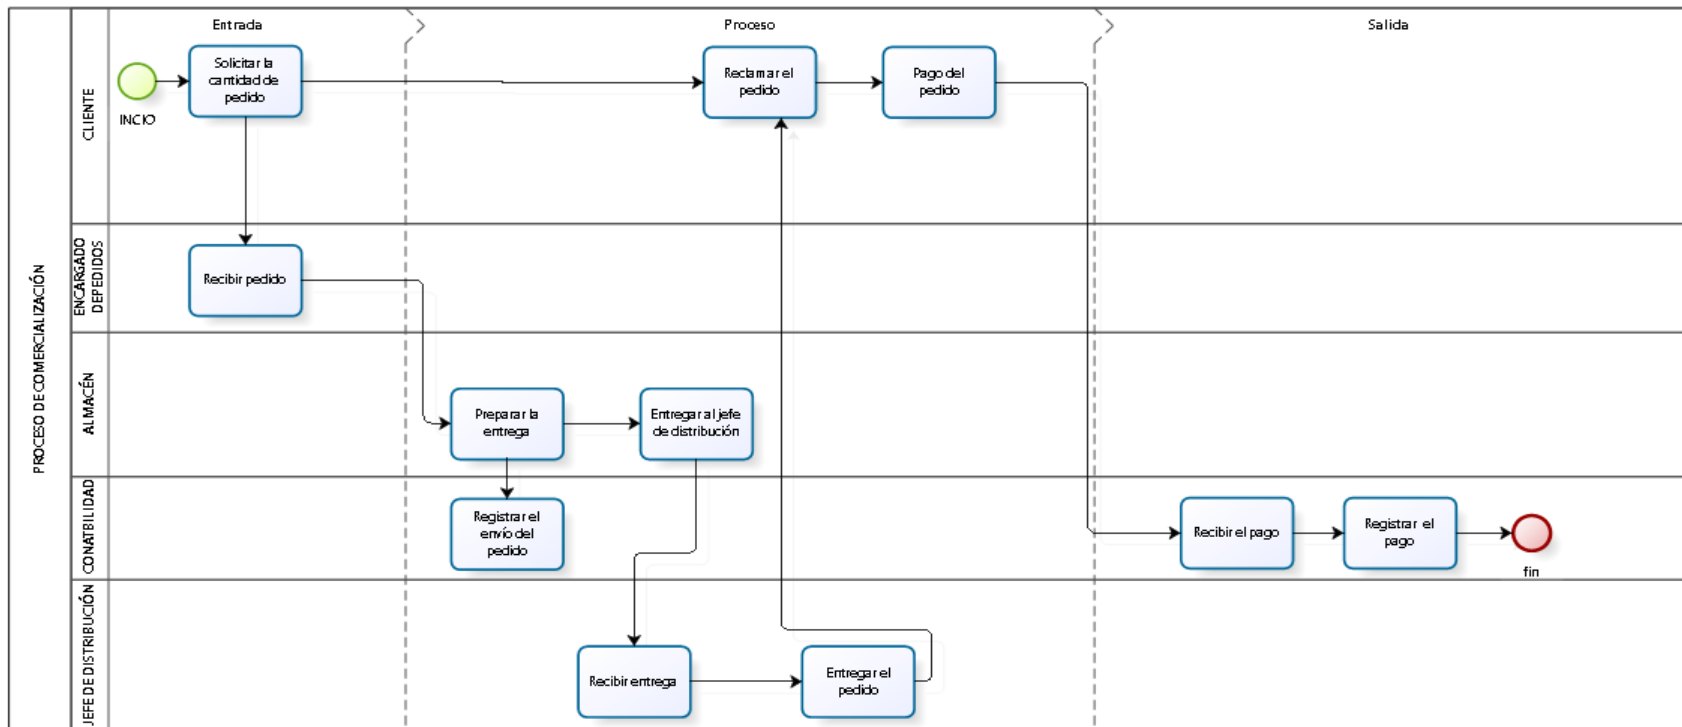 Entrada
Proceso
Salida
PROCESO DE COMERCIALIZACIÓN
CLIENTE
INCIO
Solicitar la
cantidad de
pedido
Reclamar el
pedido
Pago del
pedido
ENCARGADO
DEPEDIDOS
Recibir pedido
ALMACÉN
Preparar la
entrega
Entregar al jefe
de distribución
CONATBILIDAD
Registrar el
envío del
pedido
Recibir el pago
Registrar el
pago
fin
JEFE DE DISTRIBUCIÓN
Recibir entrega
Entregar el
pedido